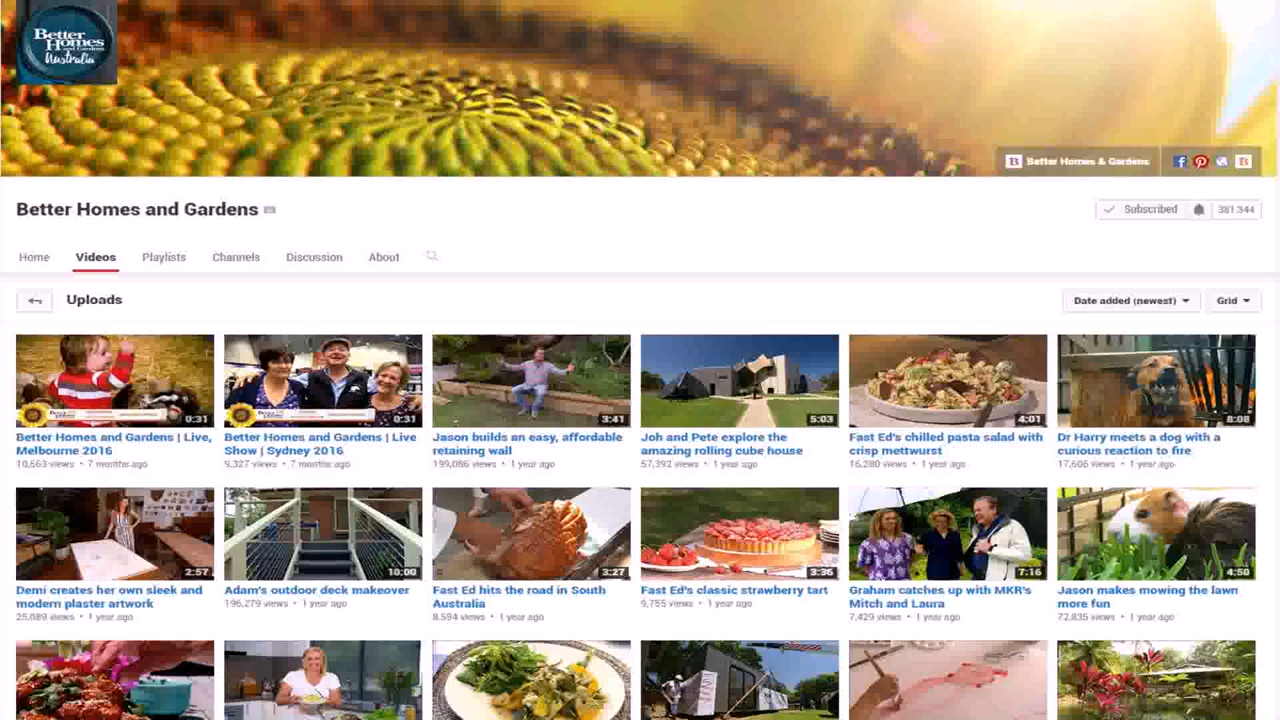 Better
Homes
and Gardens
Australia
Better Homes & Gardens
Better Homes and Gardens
Subscribed 381,344
Home Videos Playlists Channels Discussion About
Uploads
Date added (newest) Grid
0:31 0:31 3:41 5:03 4:01 8:08
Better Homes and Gardens | Live, Melbourne 2016
10,663 views • 7 months ago
Better Homes and Gardens | Live Show | Sydney 2016
9,327 views • 7 months ago
Jason builds an easy, affordable retaining wall
199,086 views • 1 year ago
Joh and Pete explore the amazing rolling cube house
57,392 views • 1 year ago
Fast Ed's chilled pasta salad with crisp mettwurst
16,280 views • 1 year ago
Dr Harry meets a dog with a curious reaction to fire
17,606 views • 1 year ago
2:57 10:00 3:27 3:36 7:16 4:50
Demi creates her own sleek and modern plaster artwork
25,089 views • 1 year ago
Adam's outdoor deck makeover
196,279 views • 1 year ago
Fast Ed hits the road in South Australia
8,594 views • 1 year ago
Fast Ed's classic strawberry tart
9,755 views • 1 year ago
Graham catches up with MKR's Mitch and Laura
7,429 views • 1 year ago
Jason makes mowing the lawn more fun
72,835 views • 1 year ago